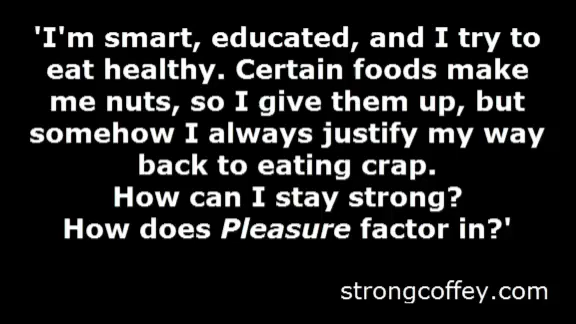 'I'm smart, educated, and I try to
eat healthy. Certain foods make
me nuts, so I give them up, but
somehow I always justify my way
back to eating crap.
How can I stay strong?
How does Pleasure factor in?'
strongcoffey.com